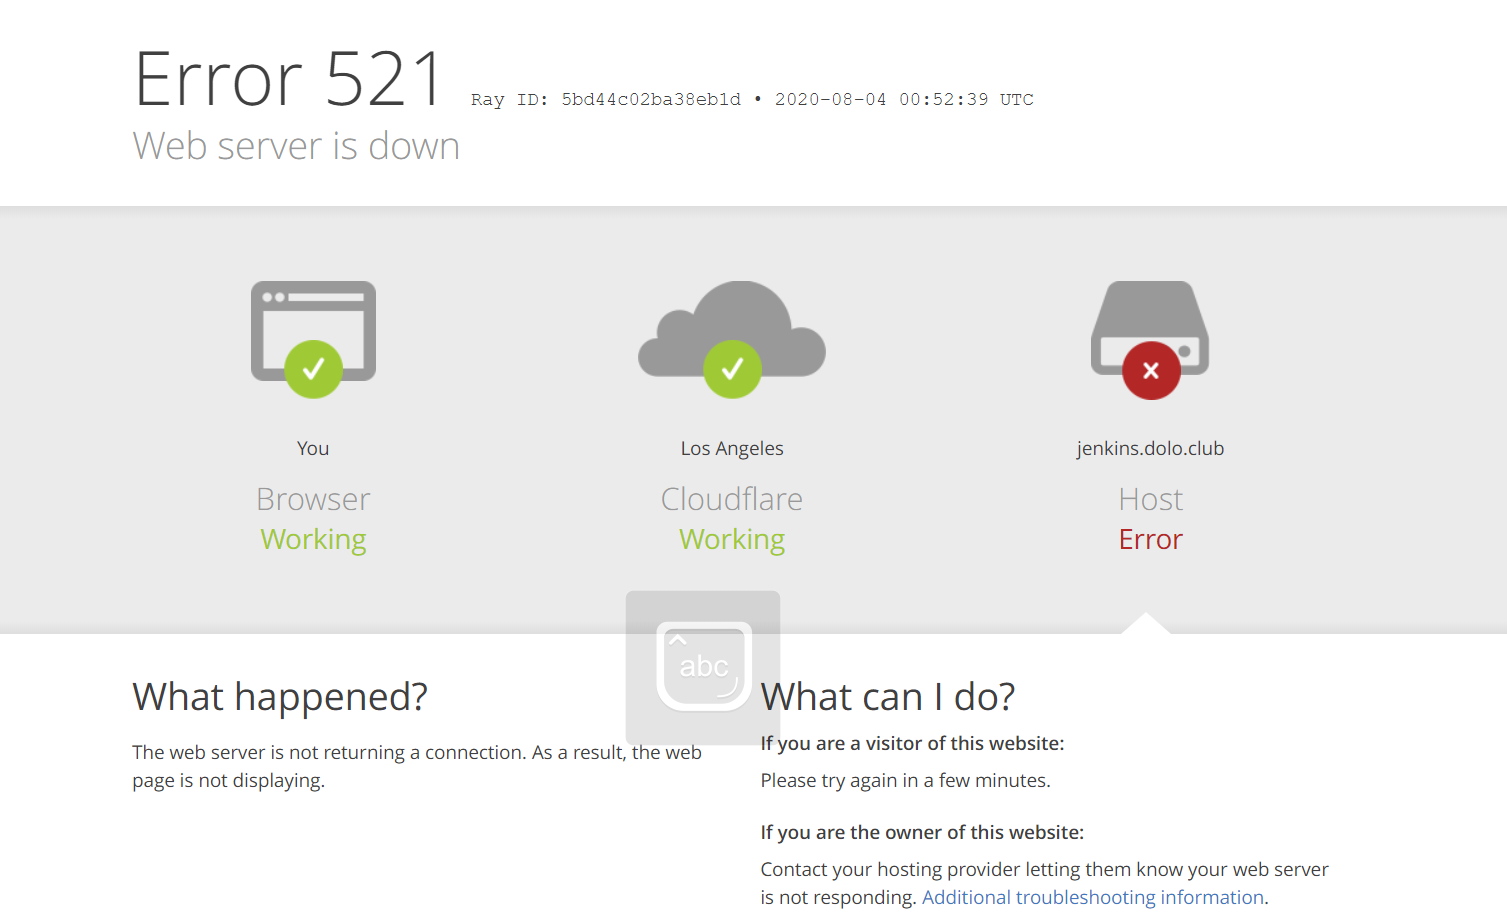 Error 521 Ray ID: 5bd44c02ba38eb1d • 2020-08-04 00:52:39 UTC
Web server is down
You
Browser
Working
Los Angeles
Cloudflare
Working
jenkins.dolo.club
Host
Error
abc
What happened?
The web server is not returning a connection. As a result, the web
page is not displaying.
What can I do?
If you are a visitor of this website:
Please try again in a few minutes.
If you are the owner of this website:
Contact your hosting provider letting them know your web server
is not responding. Additional troubleshooting information.